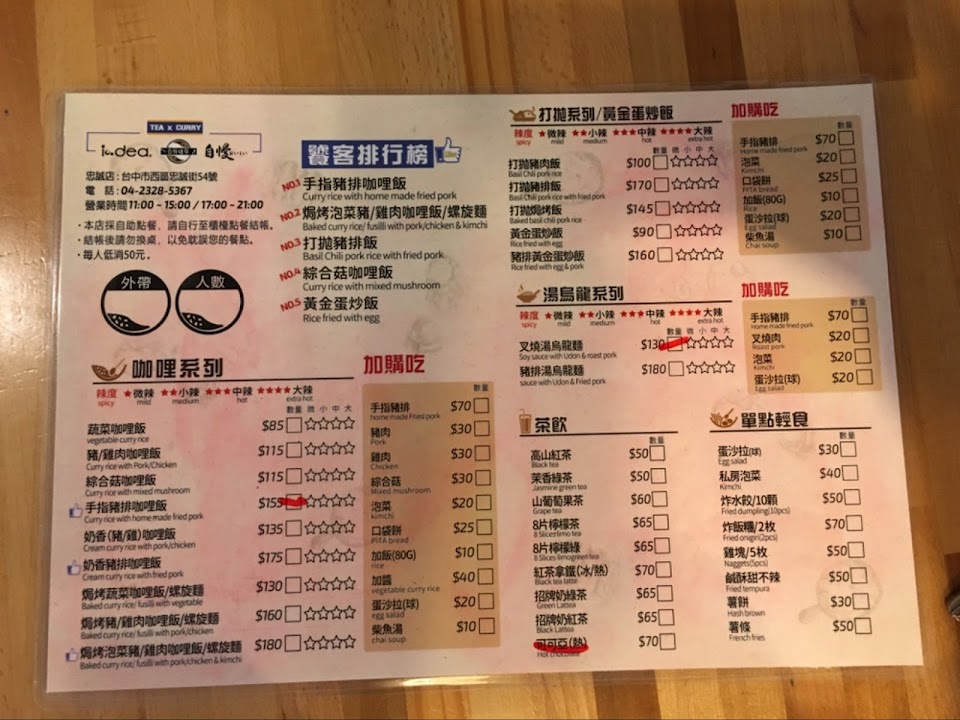 TEA x CURRY
idea. 自慢
忠誠店:台中市西區忠誠街54號
電 話:04-2328-5367
營業時間11:00 ~ 15:00 / 17:00 ~ 21:00
・本店採自助點餐,請自行至櫃檯點餐結帳。
・結帳後請勿換桌,以免耽誤您的餐點。
・每人低消50元。
外帶
人數
饕客排行榜
NO.1 手指豬排咖哩飯
Curry rice with home made fried pork
NO.2 焗烤泡菜豬/雞肉咖哩飯/螺旋麵
Baked curry rice/ fusilli with pork/chicken & kimchi
NO.3 打拋豬排飯
Basil Chili pork rice with fried pork
NO.4 綜合菇咖哩飯
Curry rice with mixed mushroom
NO.5 黃金蛋炒飯
Rice fried with egg
咖哩系列
辣度 ★微辣 ★★小辣 ★★★中辣 ★★★★大辣
spicy mild medium hot extra hot
數量 微 小 中 大
蔬菜咖哩飯 $85 ☆☆☆☆
vegetable curry rice
豬/雞肉咖哩飯 $115 ☆☆☆☆
Curry rice with Pork/Chicken
綜合菇咖哩飯 $115 ☆☆☆☆
Curry rice with mixed mushroom
手指豬排咖哩飯 $155 ☆☆☆☆
Curry rice with home made fried pork
奶香(豬/雞)咖哩飯 $135 ☆☆☆☆
Cream curry rice with pork/chicken
奶香豬排咖哩飯 $175 ☆☆☆☆
Cream curry rice with fried pork
焗烤蔬菜咖哩飯/螺旋麵 $130 ☆☆☆☆
Baked curry rice/ fusilli with vegetable
焗烤豬/雞肉咖哩飯/螺旋麵 $160 ☆☆☆☆
Baked curry rice/ fusilli with pork/chicken
焗烤泡菜豬/雞肉咖哩飯/螺旋麵 $180 ☆☆☆☆
Baked curry rice/ fusilli with pork/chicken & kimchi
加購吃
數量
手指豬排 $70
home made Fried pork
豬肉 $30
Pork
雞肉 $30
Chicken
綜合菇 $30
Mixed mushroom
泡菜 $20
kimchi
口袋餅 $25
PITA bread
加飯(80G) $10
rice
加醬 $40
vegetable curry rice
蛋沙拉(球) $20
egg salad
柴魚湯 $10
chai soup
打拋系列/黃金蛋炒飯
辣度 ★微辣 ★★小辣 ★★★中辣 ★★★★大辣
spicy mild medium hot extra hot
數量 微 小 中 大
打拋豬肉飯 $100 ☆☆☆☆
Basil Chili pork rice
打拋豬排飯 $170 ☆☆☆☆
Basil Chili pork rice with fried pork
打拋焗烤飯 $145 ☆☆☆☆
Baked basil chili pork rice
黃金蛋炒飯 $90 ☆☆☆☆
Rice fried with egg
豬排黃金蛋炒飯 $160 ☆☆☆☆
Rice fried with egg & pork
加購吃
數量
手指豬排 $70
Home made fried pork
泡菜 $20
Kimchi
口袋餅 $25
PITA bread
加飯(80G) $10
Rice
蛋沙拉(球) $20
Egg salad
柴魚湯 $10
Chai soup
湯烏龍系列
辣度 ★微辣 ★★小辣 ★★★中辣 ★★★★大辣
spicy mild medium hot extra hot
數量 微 小 中 大
叉燒湯烏龍麵 $130 ☆☆☆☆
Soy sauce with Udon & roast pork
豬排湯烏龍麵 $180 ☆☆☆☆
sauce with Udon & Fried pork
加購吃
數量
手指豬排 $70
Home made fried pork
叉燒肉 $20
Roast pork
泡菜 $20
Kimchi
蛋沙拉(球) $20
Egg salad
茶飲
數量
高山紅茶 $50
Black tea
茉香綠茶 $50
Jasmine green tea
山葡萄果茶 $60
Grape tea
8片檸檬茶 $65
8 Slicerlimo tea
8片檸檬綠 $65
8 Slices limogreen tea
紅茶拿鐵(冰/熱) $70
Black tea latte
招牌奶綠茶 $65
Green Lattea
招牌奶紅茶 $65
Black Lattea
可可亞(熱) $70
Hot chocolate
單點輕食
數量
蛋沙拉(球) $30
Egg salad
私房泡菜 $40
Kimchi
炸水餃/10顆 $50
Fried dumpling(10pcs)
炸飯糰/2枚 $70
Fried onigiri(2pcs)
雞塊/5枚 $50
Naggets(5pcs)
鹹酥甜不辣 $50
Fried tempura
薯餅 $30
Hash brown
薯條 $50
French fries